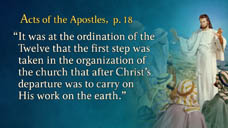 Acts of the Apostles, p. 18
“It was at the ordination of the
Twelve that the first step was
taken in the organization of
the church that after Christ’s
departure was to carry on
His work on the earth.”